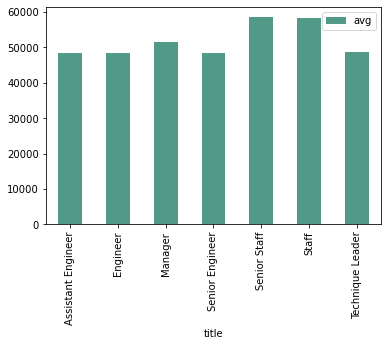 60000
50000
40000
30000
20000
10000
0
avg
Assistant Engineer
Engineer
Manager
Senior Engineer
Senior Staff
Staff
Technique Leader
title